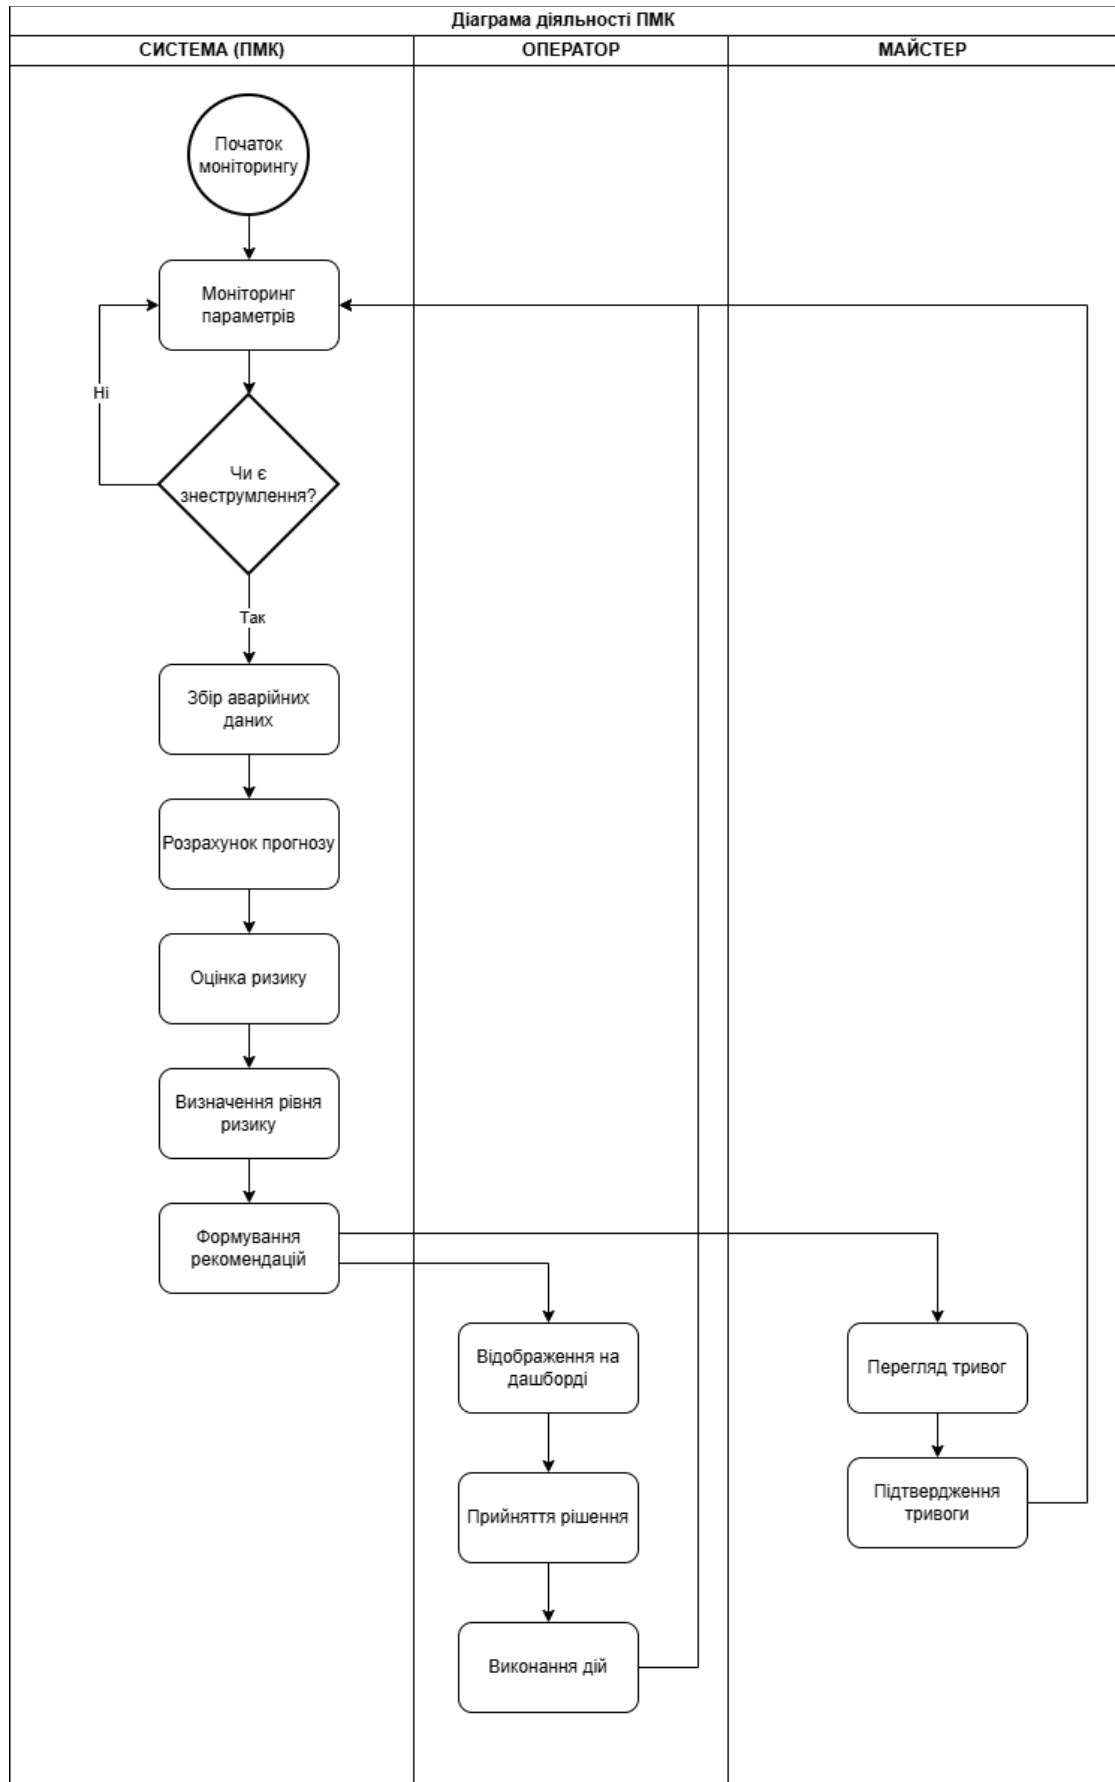 Діаграма діяльності ПМК
СИСТЕМА (ПМК)
ОПЕРАТОР
МАЙСТЕР
Початок
моніторингу
Моніторинг
параметрів
Ні
Чи є
знеструмлення?
Так
Збір аварійних
даних
Розрахунок прогнозу
Оцінка ризику
Визначення рівня
ризику
Формування
рекомендацій
Відображення на
дашборді
Перегляд тривог
Прийняття рішення
Підтвердження
тривоги
Виконання дій